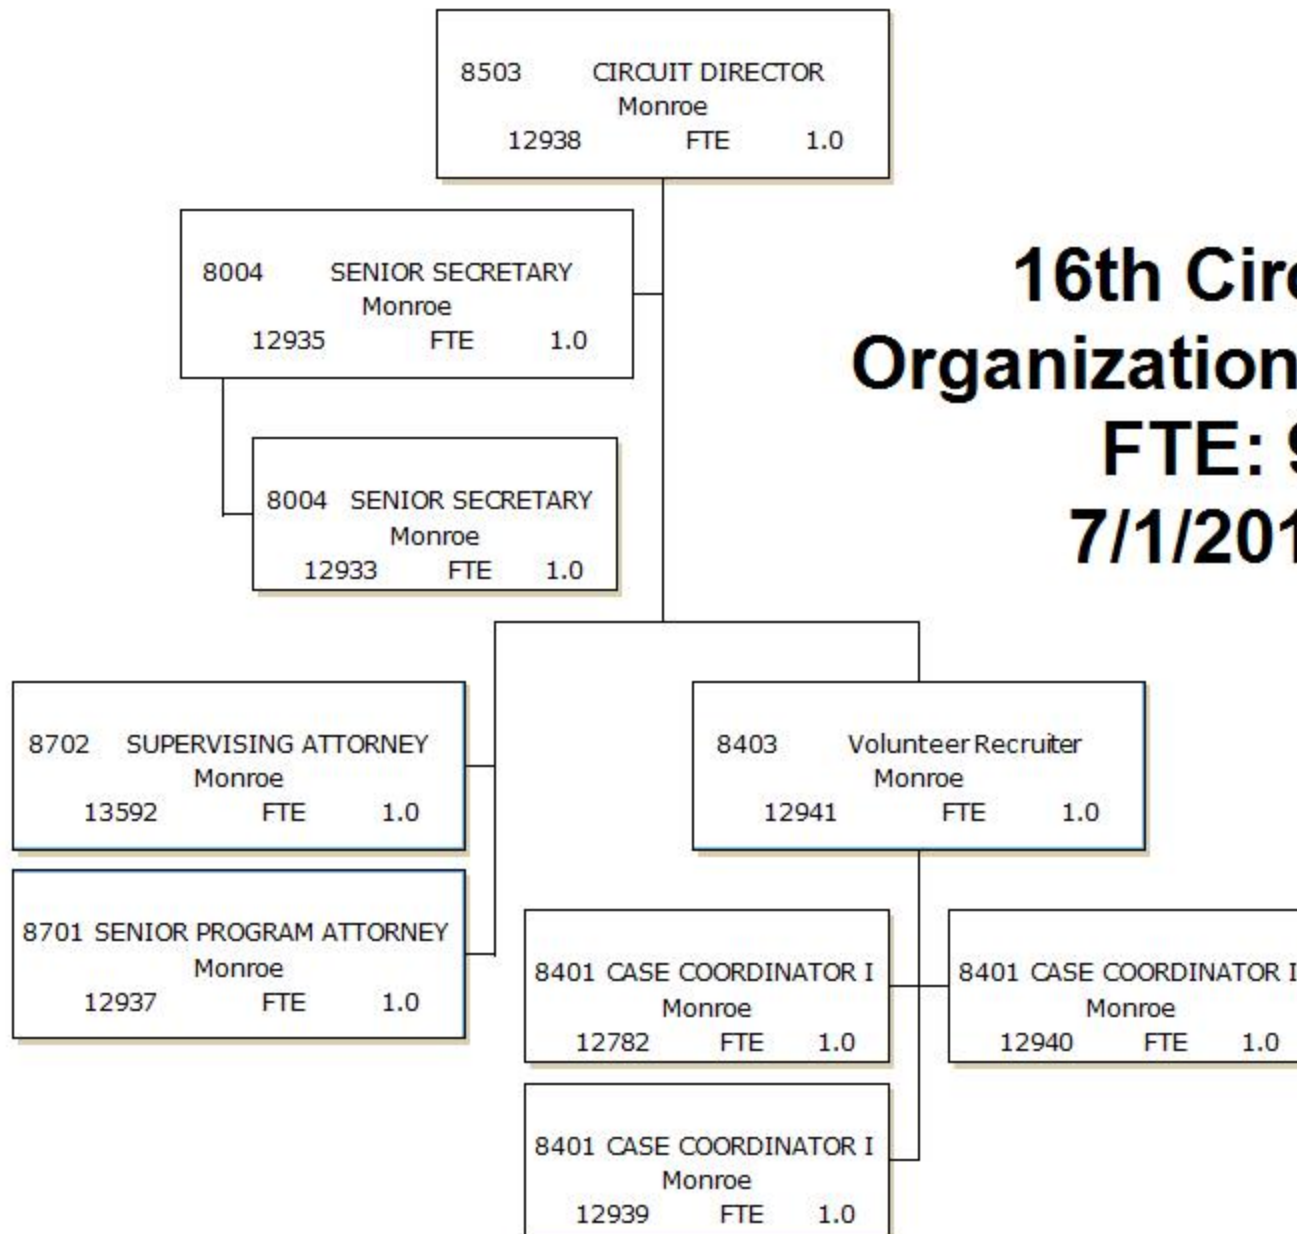 8503 CIRCUIT DIRECTOR
Monroe
12938 FTE 1.0
8004 SENIOR SECRETARY
Monroe
12935 FTE 1.0
8004 SENIOR SECRETARY
Monroe
12933 FTE 1.0
16th Cir
Organization
FTE: 9
7/1/201
8702 SUPERVISING ATTORNEY
Monroe
13592 FTE 1.0
8701 SENIOR PROGRAM ATTORNEY
Monroe
12937 FTE 1.0
8403 Volunteer Recruiter
Monroe
12941 FTE 1.0
8401 CASE COORDINATOR I
Monroe
12782 FTE 1.0
8401 CASE COORDINATOR I
Monroe
12940 FTE 1.0
8401 CASE COORDINATOR I
Monroe
12939 FTE 1.0